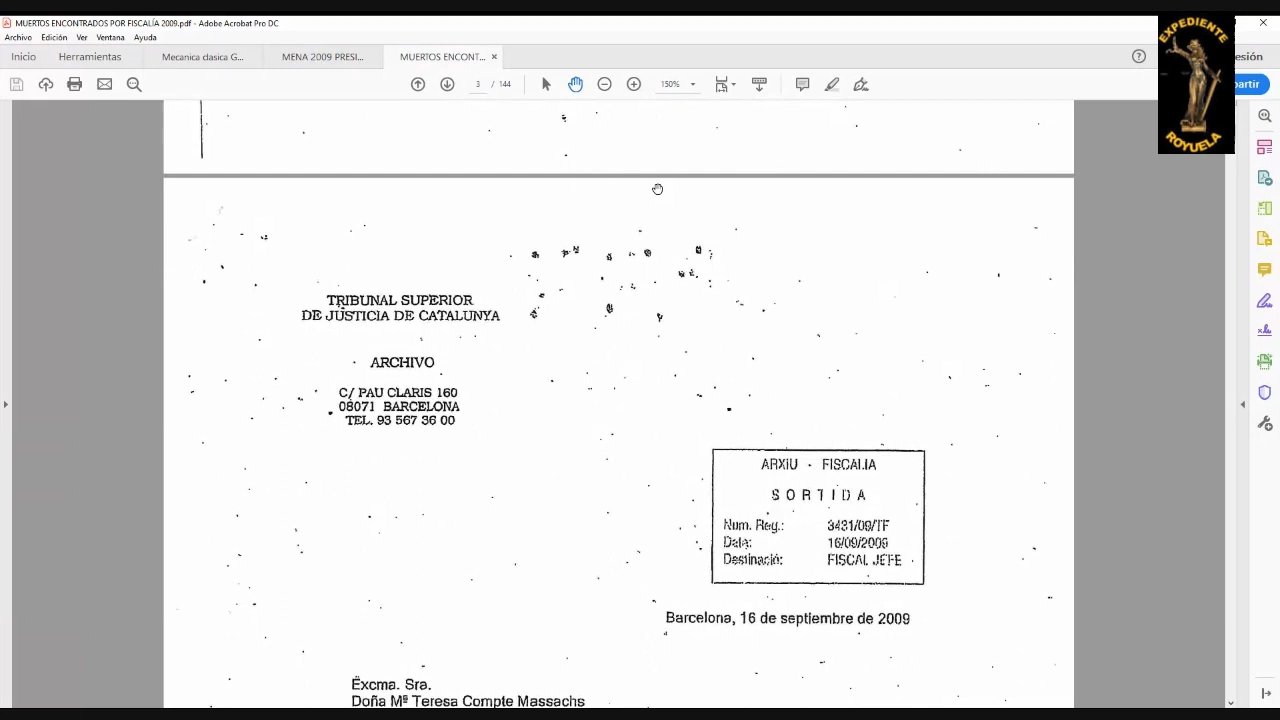 MUERTOS ENCONTRADOS POR FISCALÍA 2009.pdf - Adobe Acrobat Pro DC
Archivo Edición Ver Ventana Ayuda
Inicio Herramientas Mecanica dasica G... MENA 2009 PRESI... MUERTOS ENCONT... ×
esión
3 / 144 150%
artir
EXPEDIENTE
ROYUELA
TRIBUNAL SUPERIOR
DE JUSTICIA DE CATALUNYA
ARCHIVO
C/ PAU CLARIS 160
08071 BARCELONA
TEL. 93 567 36 00
ARXIU - FISCALIA
SORTIDA
Num. Reg.: 3431/09/TF
Data: 16/09/2009
Destinació: FISCAL JEFE
Barcelona, 16 de septiembre de 2009
Excma. Sra.
Doña Mª Teresa Compte Massachs